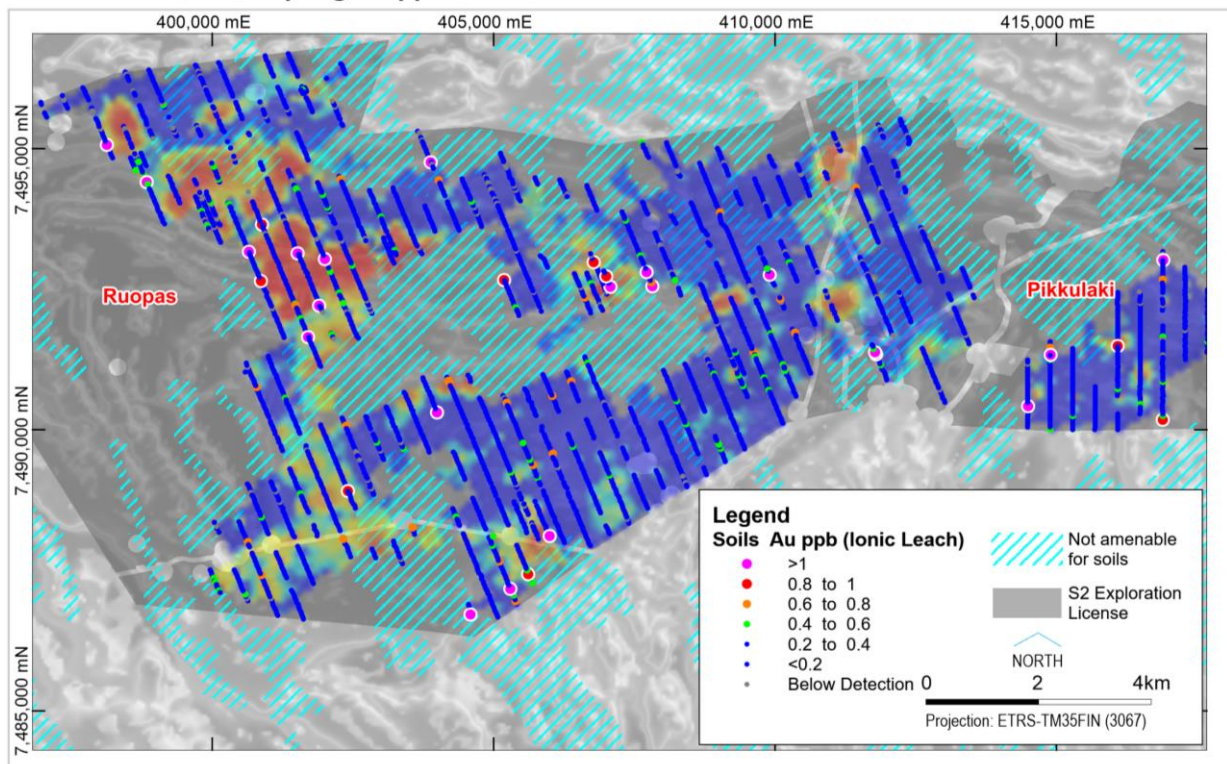 400,000 mE
405,000 mE
410,000 mE
415,000 mE
7,495,000 mN
7,490,000 mN
7,485,000 mN
Ruopas
Pikkulaki
Legend
Soils Au ppb (Ionic Leach)
>1
0.8 to 1
0.6 to 0.8
0.4 to 0.6
0.2 to 0.4
<0.2
Below Detection
Not amenable
for soils
S2 Exploration
License
NORTH
0 2 4km
Projection: ETRS-TM35FIN (3067)